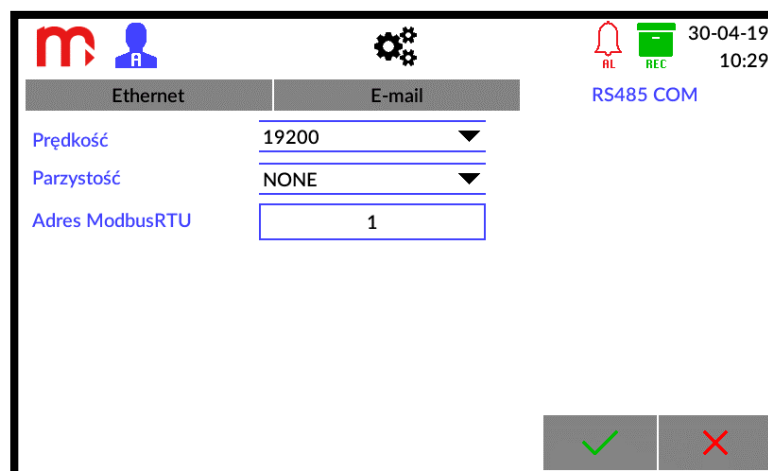 m
A
AL
REC
30-04-19
10:29
Ethernet
E-mail
RS485 COM
Prędkość
19200
Parzystość
NONE
Adres ModbusRTU
1